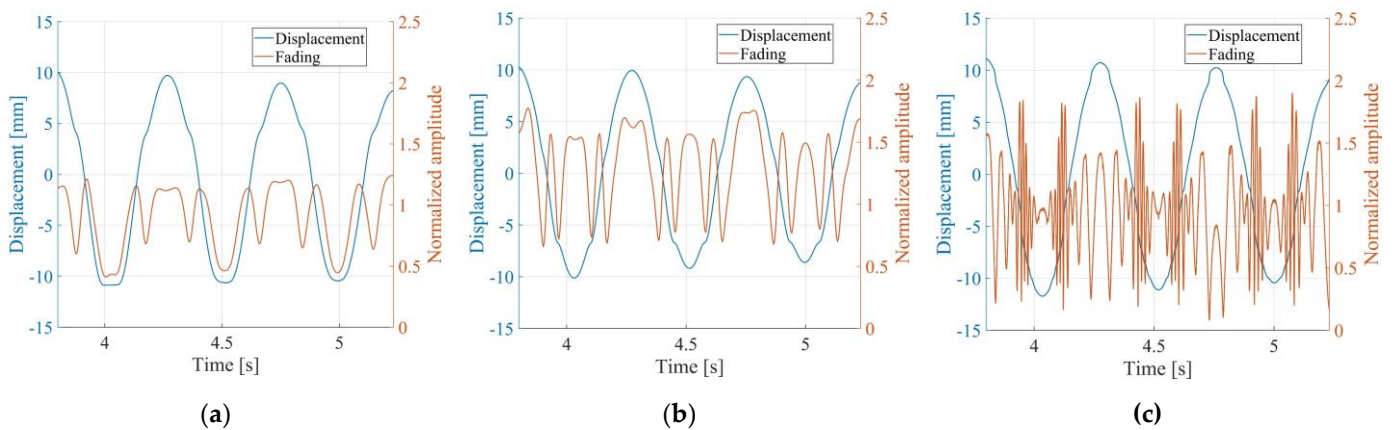 15
10
5
0
-5
-10
-15
Displacement [mm]
2.5
2
1.5
1
0.5
0
Normalized amplitude
Displacement
Fading
4
4.5
5
Time [s]
(a)
15
10
5
0
-5
-10
-15
Displacement [mm]
2.5
2
1.5
1
0.5
0
Normalized amplitude
Displacement
Fading
4
4.5
5
Time [s]
(b)
15
10
5
0
-5
-10
-15
Displacement [mm]
2.5
2
1.5
1
0.5
0
Normalized amplitude
Displacement
Fading
4
4.5
5
Time [s]
(c)